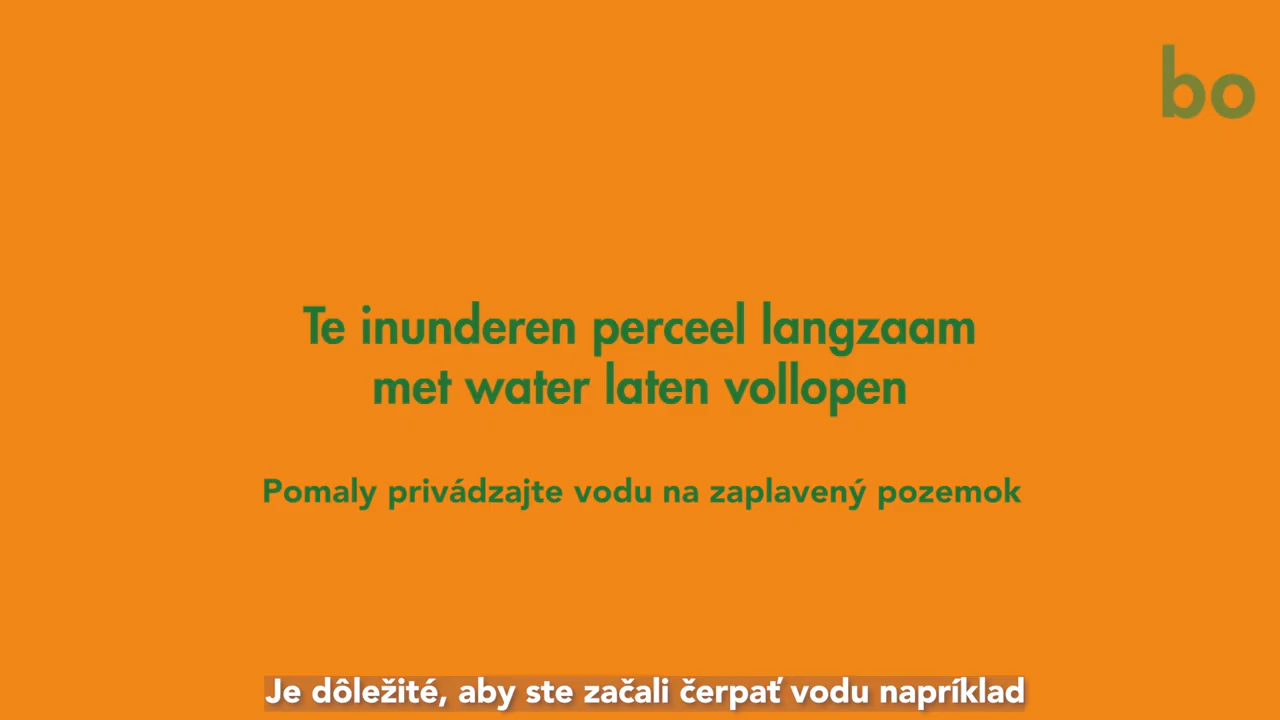 bo
Te inunderen perceel langzaam
met water laten vollopen
Pomaly privádzajte vodu na zaplavený pozemok
Je dôležité, aby ste začali čerpať vodu napríklad